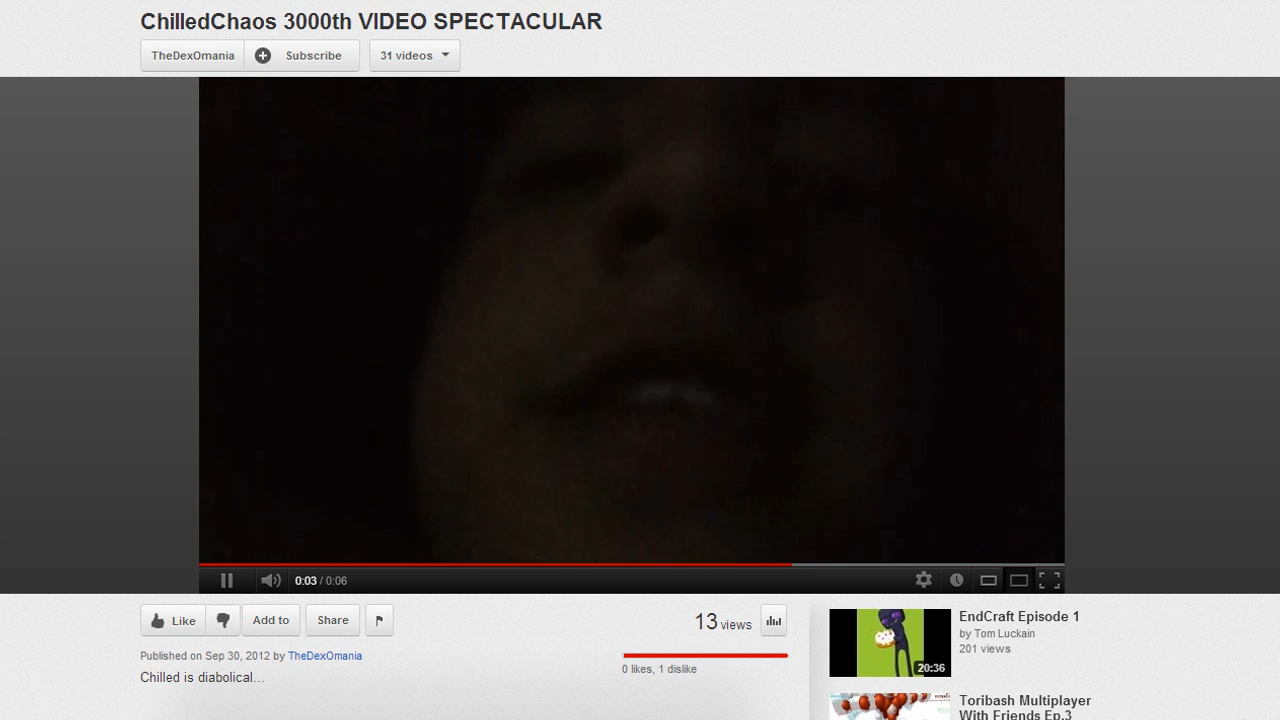 ChilledChaos 3000th VIDEO SPECTACULAR
TheDexOmania Subscribe 31 videos
0:03 / 0:06
Like Add to Share
13 views
Published on Sep 30, 2012 by TheDexOmania
0 likes, 1 dislike
Chilled is diabolical...
20:36
EndCraft Episode 1
by Tom Luckain
201 views
Toribash Multiplayer
With Friends Ep.3